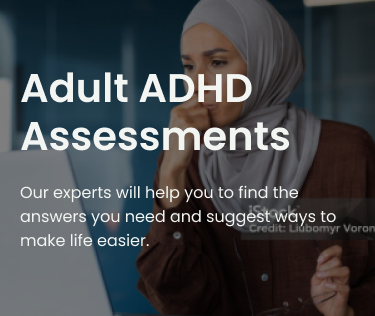 Adult ADHD
Assessments
Our experts will help you to find the
answers you need and suggest ways to
make life easier.
iStock
Credit: Liubomyr Voron